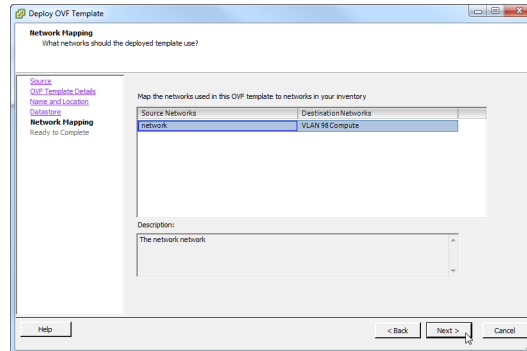 Deploy OVF Template
Network Mapping
What networks should the deployed template use?
Source
OVF Template Details
Name and Location
Datastore
Network Mapping
Ready to Complete
Map the networks used in this OVF template to networks in your inventory
Source Networks DestinationNetworks
network VLAN 98 Compute
Description:
The network network
Help < Back Next > Cancel